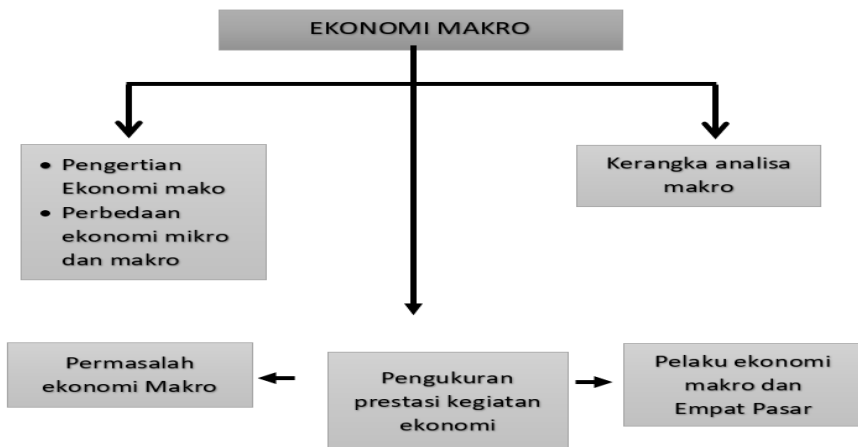 EKONOMI MAKRO
• Pengertian
Ekonomi mako
• Perbedaan
ekonomi mikro
dan makro
Kerangka analisa
makro
Permasalah
ekonomi Makro
Pengukuran
prestasi kegiatan
ekonomi
Pelaku ekonomi
makro dan
Empat Pasar